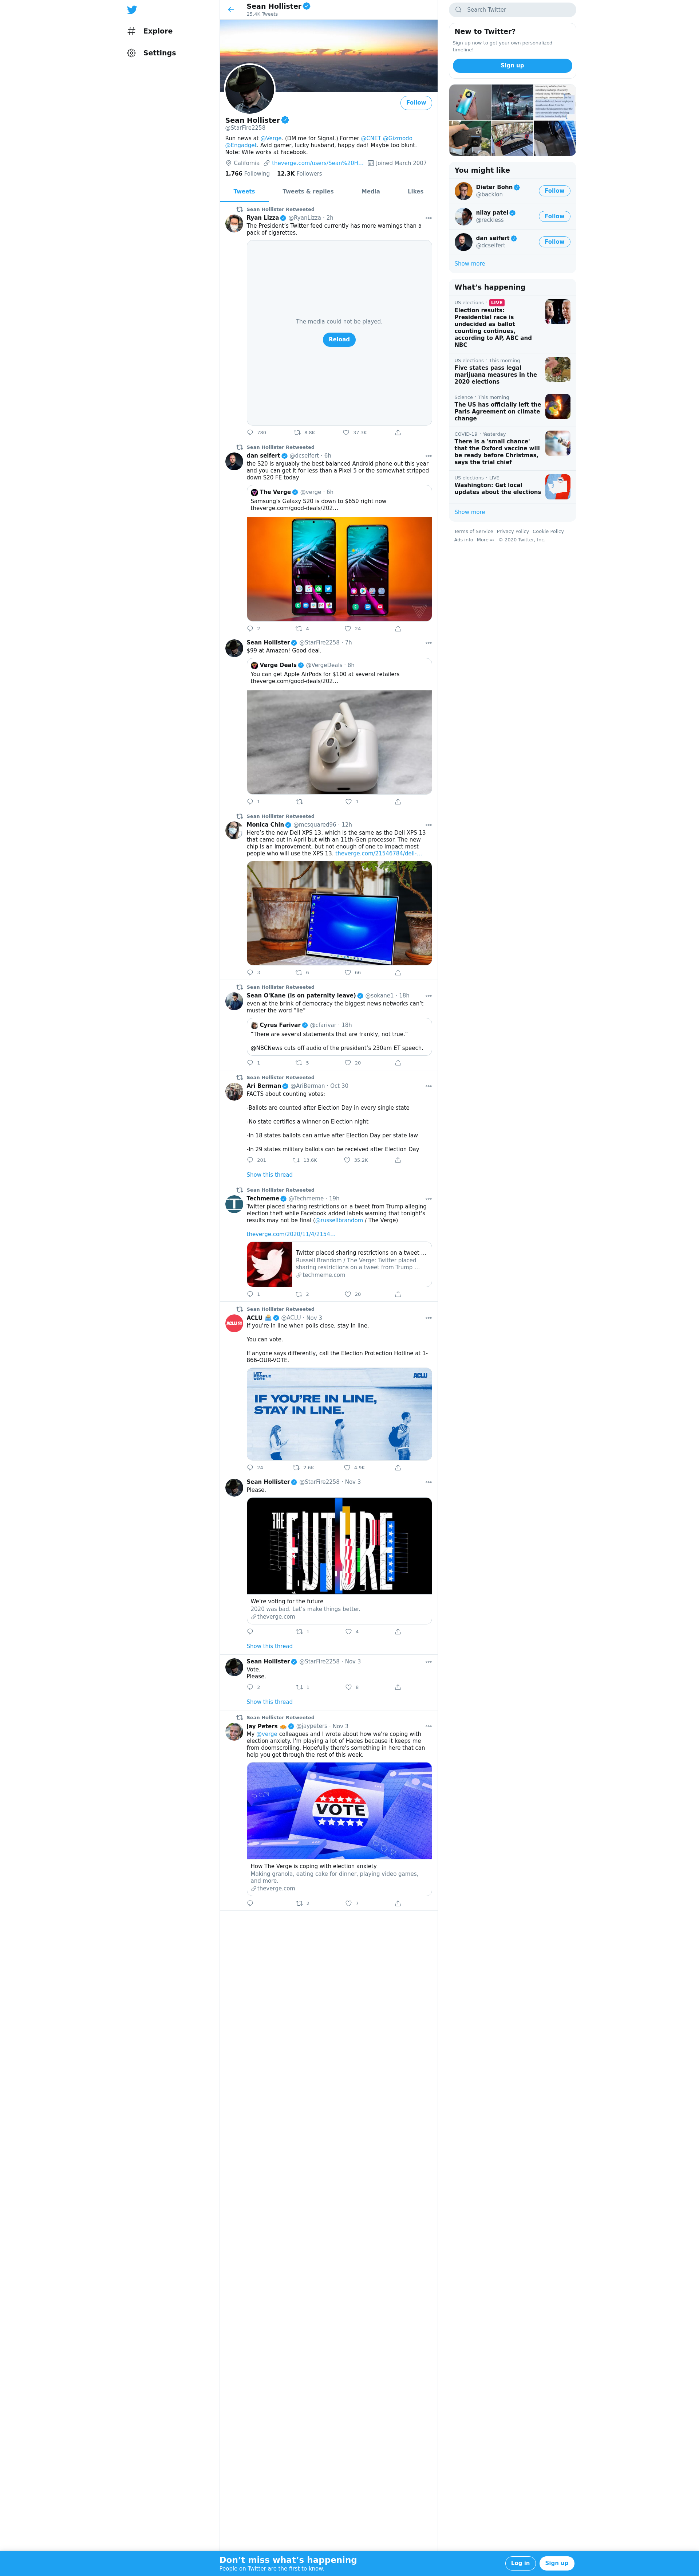 Explore
Settings
Sean Hollister
25.4K Tweets
Follow
Sean Hollister
@StarFire2258
Run news at @Verge. (DM me for Signal.) Former @CNET @Gizmodo
@Engadget. Avid gamer, lucky husband, happy dad! Maybe too blunt.
Note: Wife works at Facebook.
California theverge.com/users/Sean%20H... Joined March 2007
1,766 Following 12.3K Followers
Tweets Tweets & replies Media Likes
Sean Hollister Retweeted
Ryan Lizza @RyanLizza · 2h
The President's Twitter feed currently has more warnings than a
pack of cigarettes.
The media could not be played.
Reload
780 8.8K 37.3K
Sean Hollister Retweeted
dan seifert @dcseifert · 6h
the S20 is arguably the best balanced Android phone out this year
and you can get it for less than a Pixel 5 or the somewhat stripped
down S20 FE today
The Verge @verge · 6h
Samsung's Galaxy S20 is down to $650 right now
theverge.com/good-deals/202...
2 4 24
Sean Hollister @StarFire2258 · 7h
$99 at Amazon! Good deal.
Verge Deals @VergeDeals · 8h
You can get Apple AirPods for $100 at several retailers
theverge.com/good-deals/202...
1 1
Sean Hollister Retweeted
Monica Chin @mcsquared96 · 12h
Here's the new Dell XPS 13, which is the same as the Dell XPS 13
that came out in April but with an 11th-Gen processor. The new
chip is an improvement, but not enough of one to impact most
people who will use the XPS 13. theverge.com/21546784/dell-...
3 6 66
Sean Hollister Retweeted
Sean O'Kane (is on paternity leave) @sokane1 · 18h
even at the brink of democracy the biggest news networks can't
muster the word "lie"
Cyrus Farivar @cfarivar · 18h
"There are several statements that are frankly, not true."
@NBCNews cuts off audio of the president's 230am ET speech.
1 5 20
Sean Hollister Retweeted
Ari Berman @AriBerman · Oct 30
FACTS about counting votes:
-Ballots are counted after Election Day in every single state
-No state certifies a winner on Election night
-In 18 states ballots can arrive after Election Day per state law
-In 29 states military ballots can be received after Election Day
201 13.6K 35.2K
Show this thread
Sean Hollister Retweeted
Techmeme @Techmeme · 19h
Twitter placed sharing restrictions on a tweet from Trump alleging
election theft while Facebook added labels warning that tonight's
results may not be final (@russellbrandom / The Verge)
theverge.com/2020/11/4/2154...
Twitter placed sharing restrictions on a tweet ...
Russell Brandom / The Verge: Twitter placed
sharing restrictions on a tweet from Trump ...
techmeme.com
1 2 20
Sean Hollister Retweeted
ACLU @ACLU · Nov 3
If you're in line when polls close, stay in line.
You can vote.
If anyone says differently, call the Election Protection Hotline at 1-
866-OUR-VOTE.
LET PEOPLE VOTE
ACLU
IF YOU'RE IN LINE,
STAY IN LINE.
24 2.6K 4.9K
Sean Hollister @StarFire2258 · Nov 3
Please.
THE FUTURE
We're voting for the future
2020 was bad. Let's make things better.
theverge.com
1 4
Show this thread
Sean Hollister @StarFire2258 · Nov 3
Vote.
Please.
2 1 8
Show this thread
Sean Hollister Retweeted
Jay Peters @jaypeters · Nov 3
My @verge colleagues and I wrote about how we're coping with
election anxiety. I'm playing a lot of Hades because it keeps me
from doomscrolling. Hopefully there's something in here that can
help you get through the rest of this week.
VOTE
How The Verge is coping with election anxiety
Making granola, eating cake for dinner, playing video games,
and more.
theverge.com
2 7
Search Twitter
New to Twitter?
Sign up now to get your own personalized
timeline!
Sign up
You might like
Dieter Bohn
@backlon
Follow
nilay patel
@reckless
Follow
dan seifert
@dcseifert
Follow
Show more
What's happening
US elections · LIVE
Election results:
Presidential race is
undecided as ballot
counting continues,
according to AP, ABC and
NBC
US elections · This morning
Five states pass legal
marijuana measures in the
2020 elections
Science · This morning
The US has officially left the
Paris Agreement on climate
change
COVID-19 · Yesterday
There is a 'small chance'
that the Oxford vaccine will
be ready before Christmas,
says the trial chief
US elections · LIVE
Washington: Get local
updates about the elections
Show more
Terms of Service Privacy Policy Cookie Policy
Ads info More © 2020 Twitter, Inc.
Don't miss what's happening
People on Twitter are the first to know.
Log in
Sign up